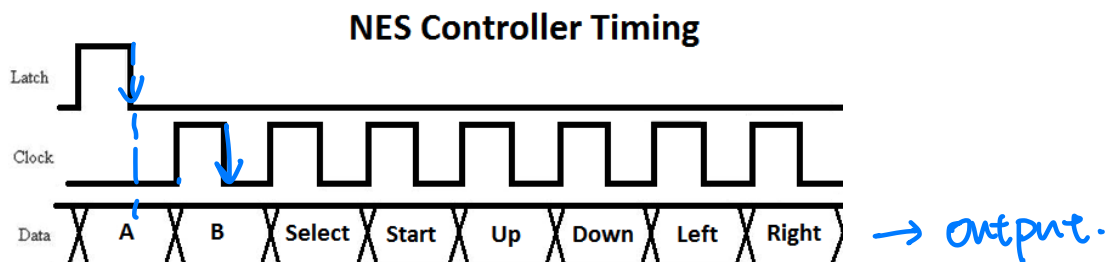 NES Controller Timing
Latch
Clock
Data A B Select Start Up Down Left Right → output.